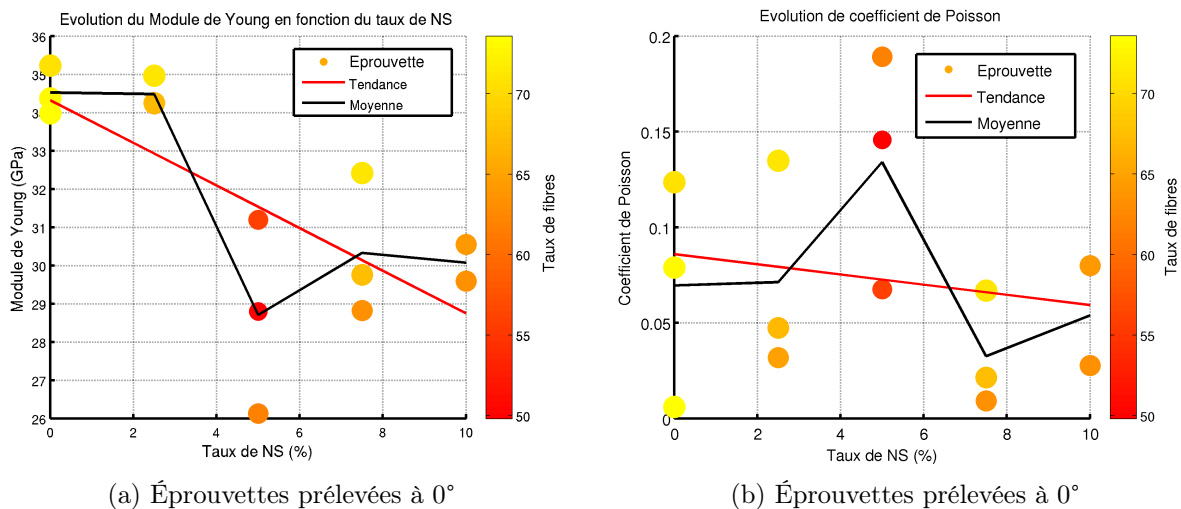 Evolution du Module de Young en fonction du taux de NS
36
35
34
33
32
31
30
29
28
27
26
0
2
4
6
8
10
Module de Young (GPa)
Taux de NS (%)
Eprouvette
Tendance
Moyenne
70
65
60
55
50
Taux de fibres
(a) Éprouvettes prélevées à 0°
Evolution de coefficient de Poisson
0.2
0.15
0.1
0.05
0
0
2
4
6
8
10
Coefficient de Poisson
Taux de NS (%)
Eprouvette
Tendance
Moyenne
70
65
60
55
50
Taux de fibres
(b) Éprouvettes prélevées à 0°